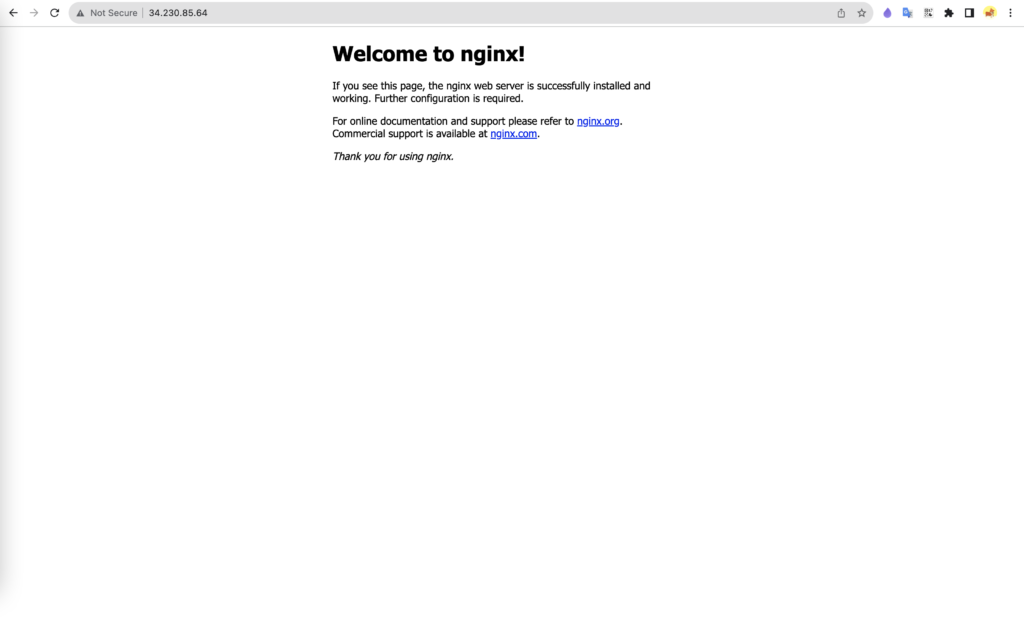 Not Secure 34.230.85.64
Welcome to nginx!
If you see this page, the nginx web server is successfully installed and
working. Further configuration is required.
For online documentation and support please refer to nginx.org.
Commercial support is available at nginx.com.
Thank you for using nginx.